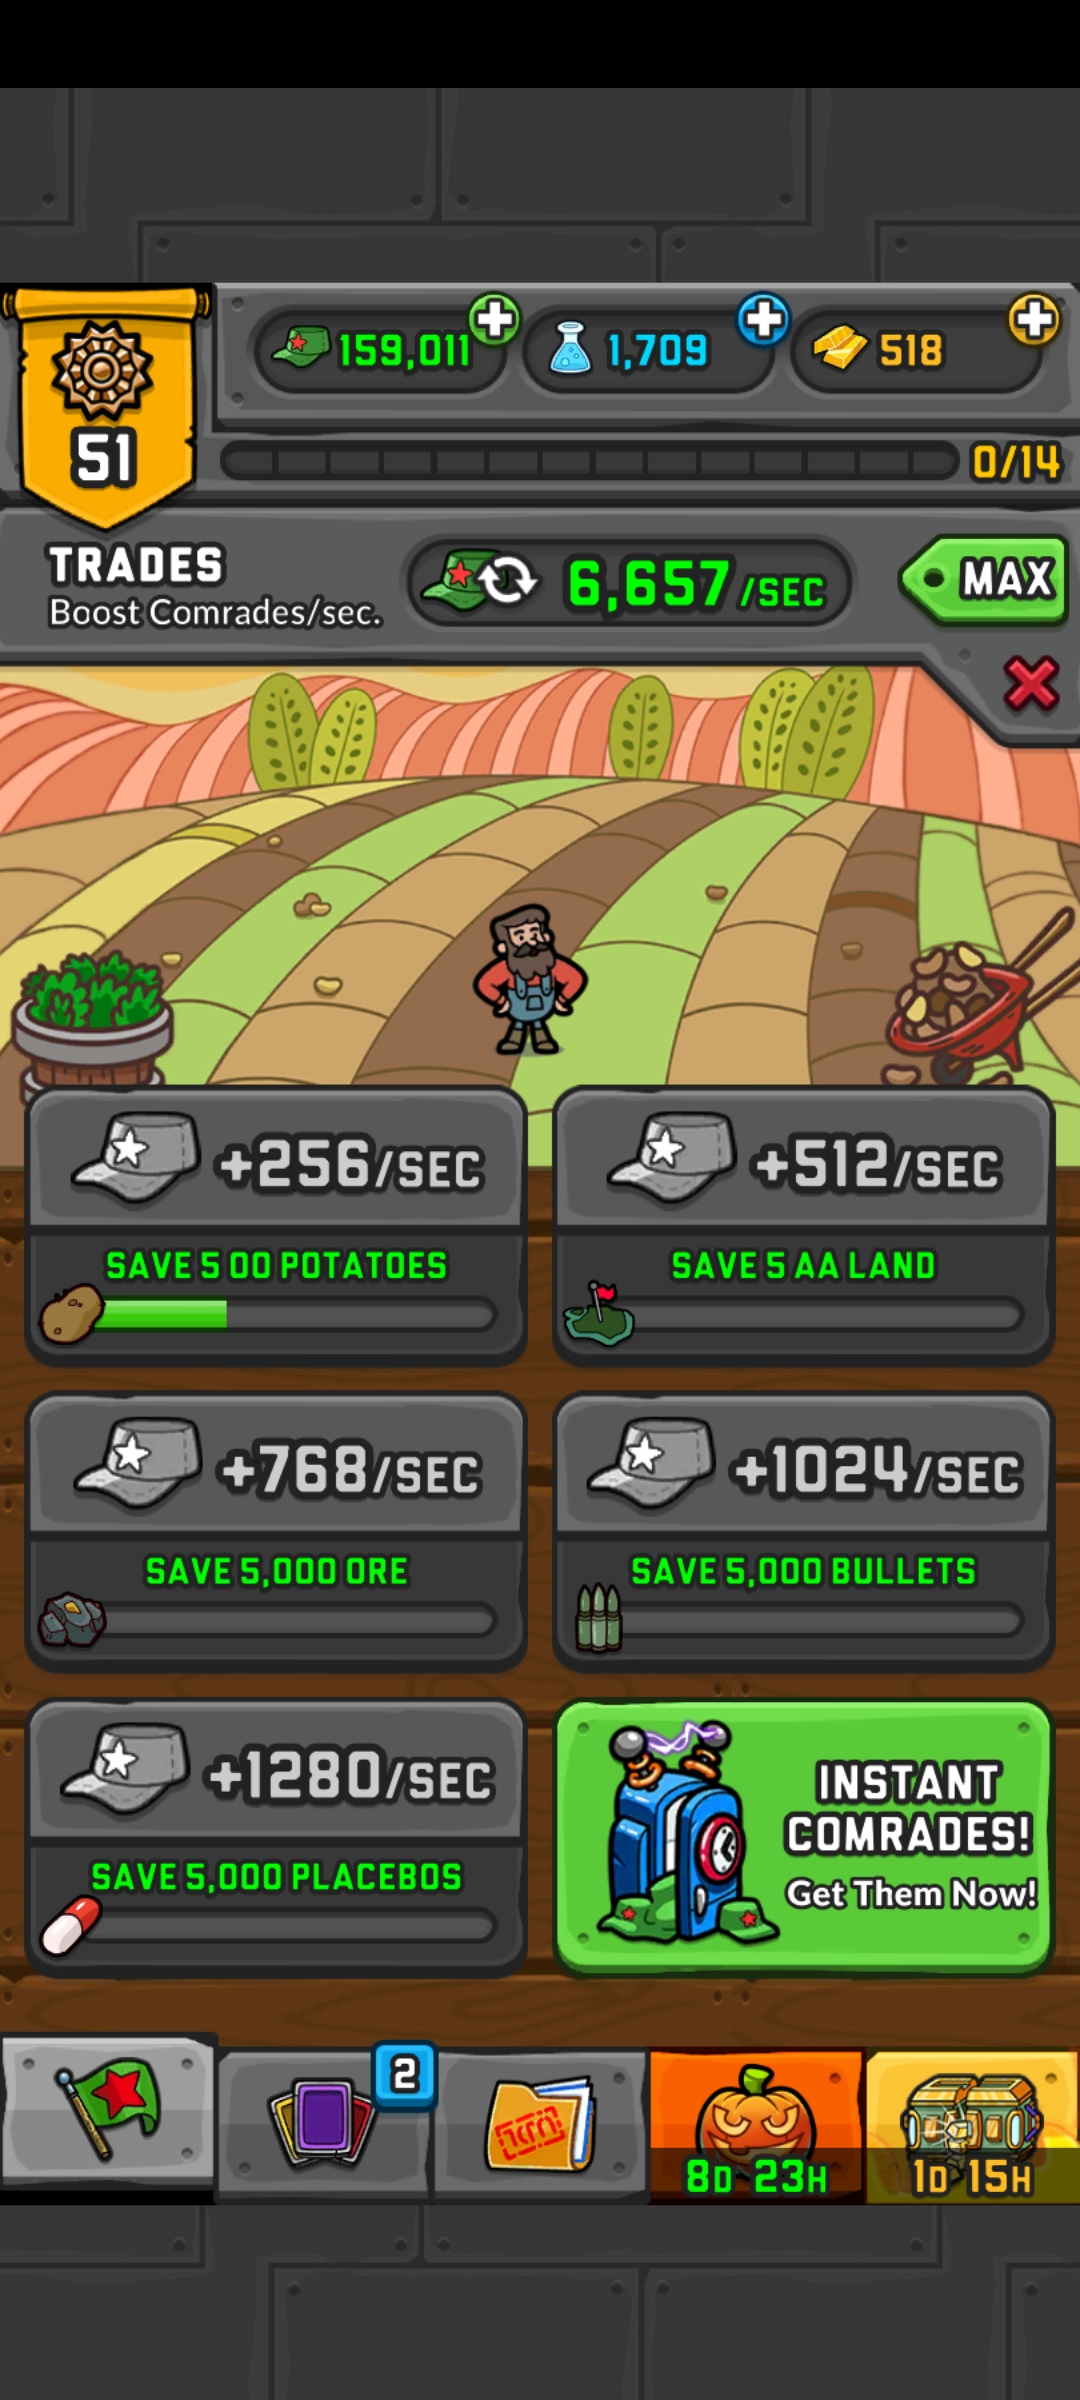 159,011
1,709
518
51
0/14
TRADES
Boost Comrades/sec.
6,657/SEC
MAX
+256/SEC
SAVE 5 OO POTATOES
+512/SEC
SAVE 5 AA LAND
+768/SEC
SAVE 5,000 ORE
+1024/SEC
SAVE 5,000 BULLETS
+1280/SEC
SAVE 5,000 PLACEBOS
INSTANT
COMRADES!
Get Them Now!
2
8D 23H
1D 15H